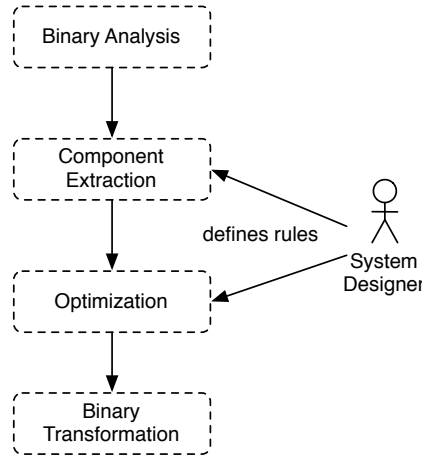 Binary Analysis
Component
Extraction
defines rules
System
Designer
Optimization
Binary
Transformation